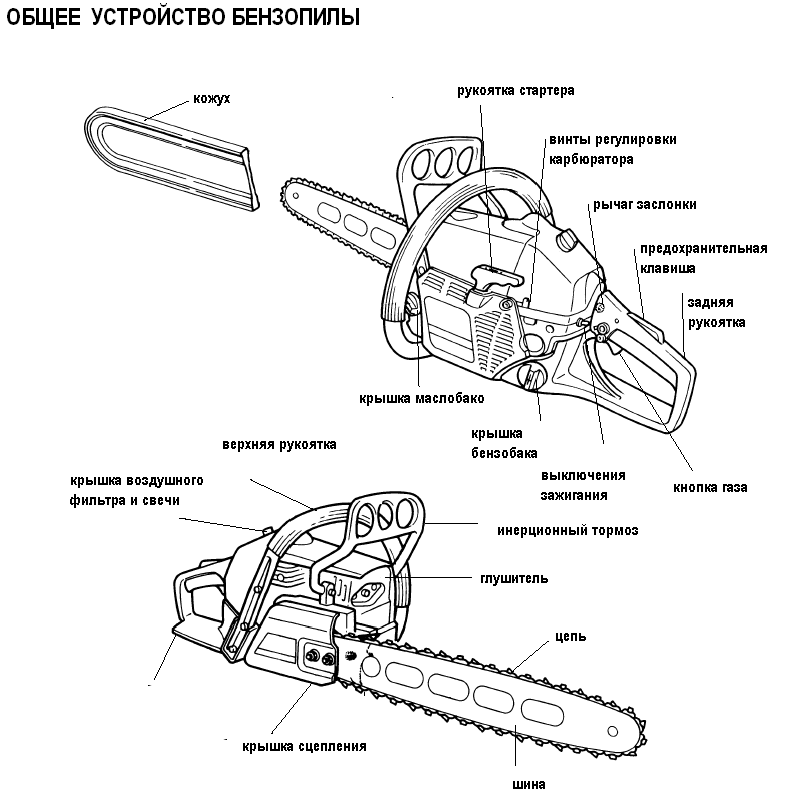 ОБЩЕЕ УСТРОЙСТВО БЕНЗОПИЛЫ
кожух
рукоятка стартера
винты регулировки
карбюратора
рычаг заслонки
предохранительная
клавиша
задняя
рукоятка
крышка маслобако
крышка
бензобака
выключения
зажигания
кнопка газа
верхняя рукоятка
крышка воздушного
фильтра и свечи
инерционный тормоз
глушитель
цепь
крышка сцепления
шина